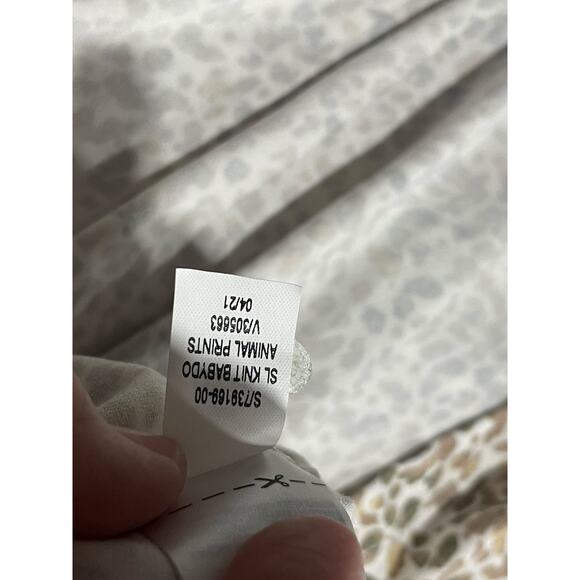 S/739169-00
SL KNIT BABYDO
ANIMAL PRINTS
V/305663
04/21